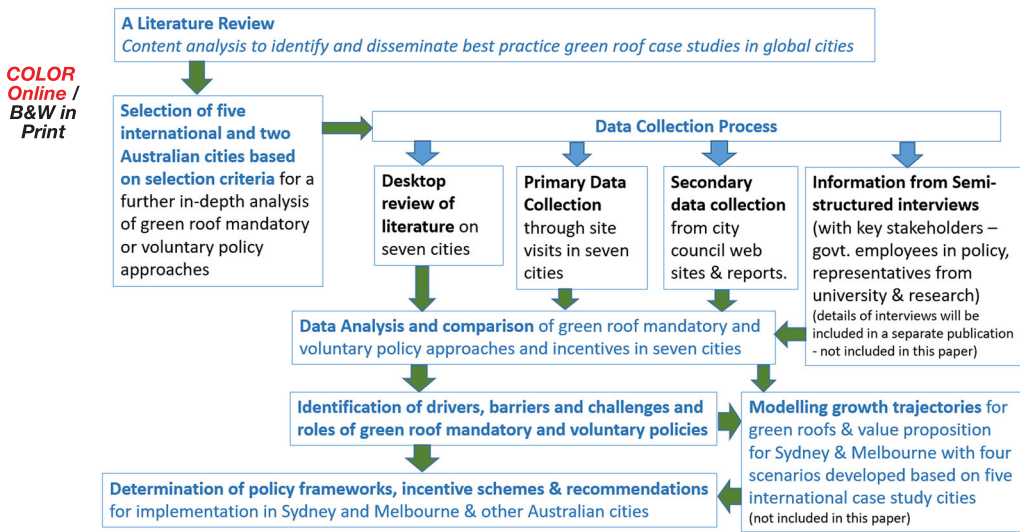 A Literature Review
Content analysis to identify and disseminate best practice green roof case studies in global cities
COLOR
Online /
B&W in
Print
Selection of five
international and two
Australian cities based
on selection criteria for a
further in-depth analysis
of green roof mandatory
or voluntary policy
approaches
Data Collection Process
Desktop
review of
literature on
seven cities
Primary Data
Collection
through site
visits in seven
cities
Secondary
data collection
from city
council web
sites & reports.
Information from Semi-
structured interviews
(with key stakeholders –
govt. employees in policy,
representatives from
university & research)
(details of interviews will be
included in a separate publication
- not included in this paper)
Data Analysis and comparison of green roof mandatory and
voluntary policy approaches and incentives in seven cities
Identification of drivers, barriers and challenges and
roles of green roof mandatory and voluntary policies
Modelling growth trajectories for
green roofs & value proposition
for Sydney & Melbourne with four
scenarios developed based on five
international case study cities
(not included in this paper)
Determination of policy frameworks, incentive schemes & recommendations
for implementation in Sydney and Melbourne & other Australian cities